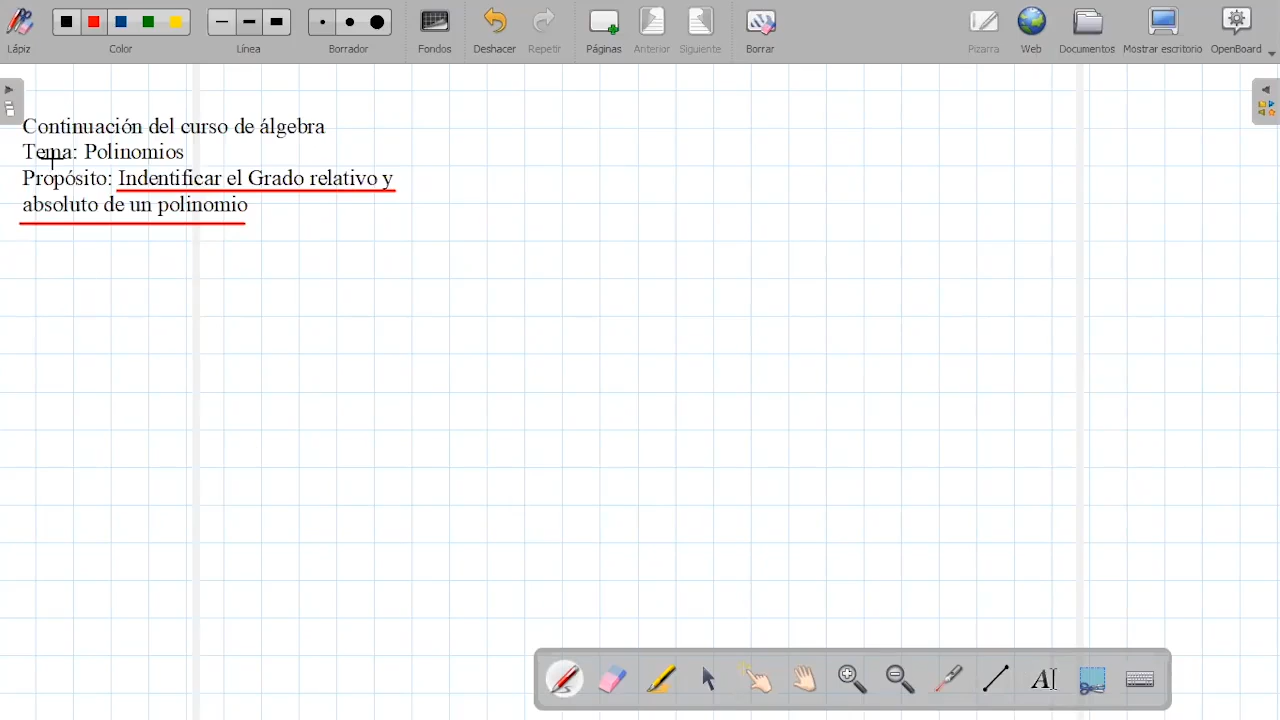 Lápiz
Color
Línea
Borrador
Fondos
Deshacer
Repetir
Páginas
Anterior
Siguiente
Borrar
Pizarra
Web
Documentos
Mostrar escritorio
OpenBoard
Continuación del curso de álgebra
Tema: Polinomios
Propósito: Indentificar el Grado relativo y
absoluto de un polinomio
AI